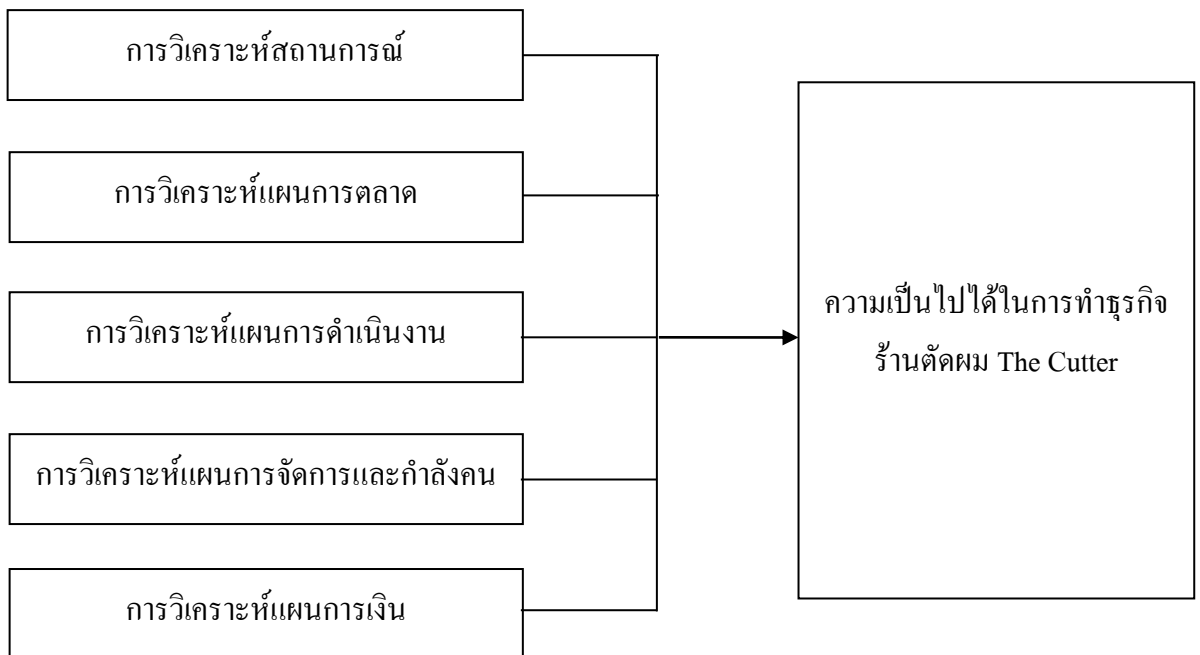 การวิเคราะห์สถานการณ์
การวิเคราะห์แผนการตลาด
การวิเคราะห์แผนการดำเนินงาน
การวิเคราะห์แผนการจัดการและกำลังคน
การวิเคราะห์แผนการเงิน
ความเป็นไปได้ในการทำธุรกิจ
ร้านตัดผม The Cutter